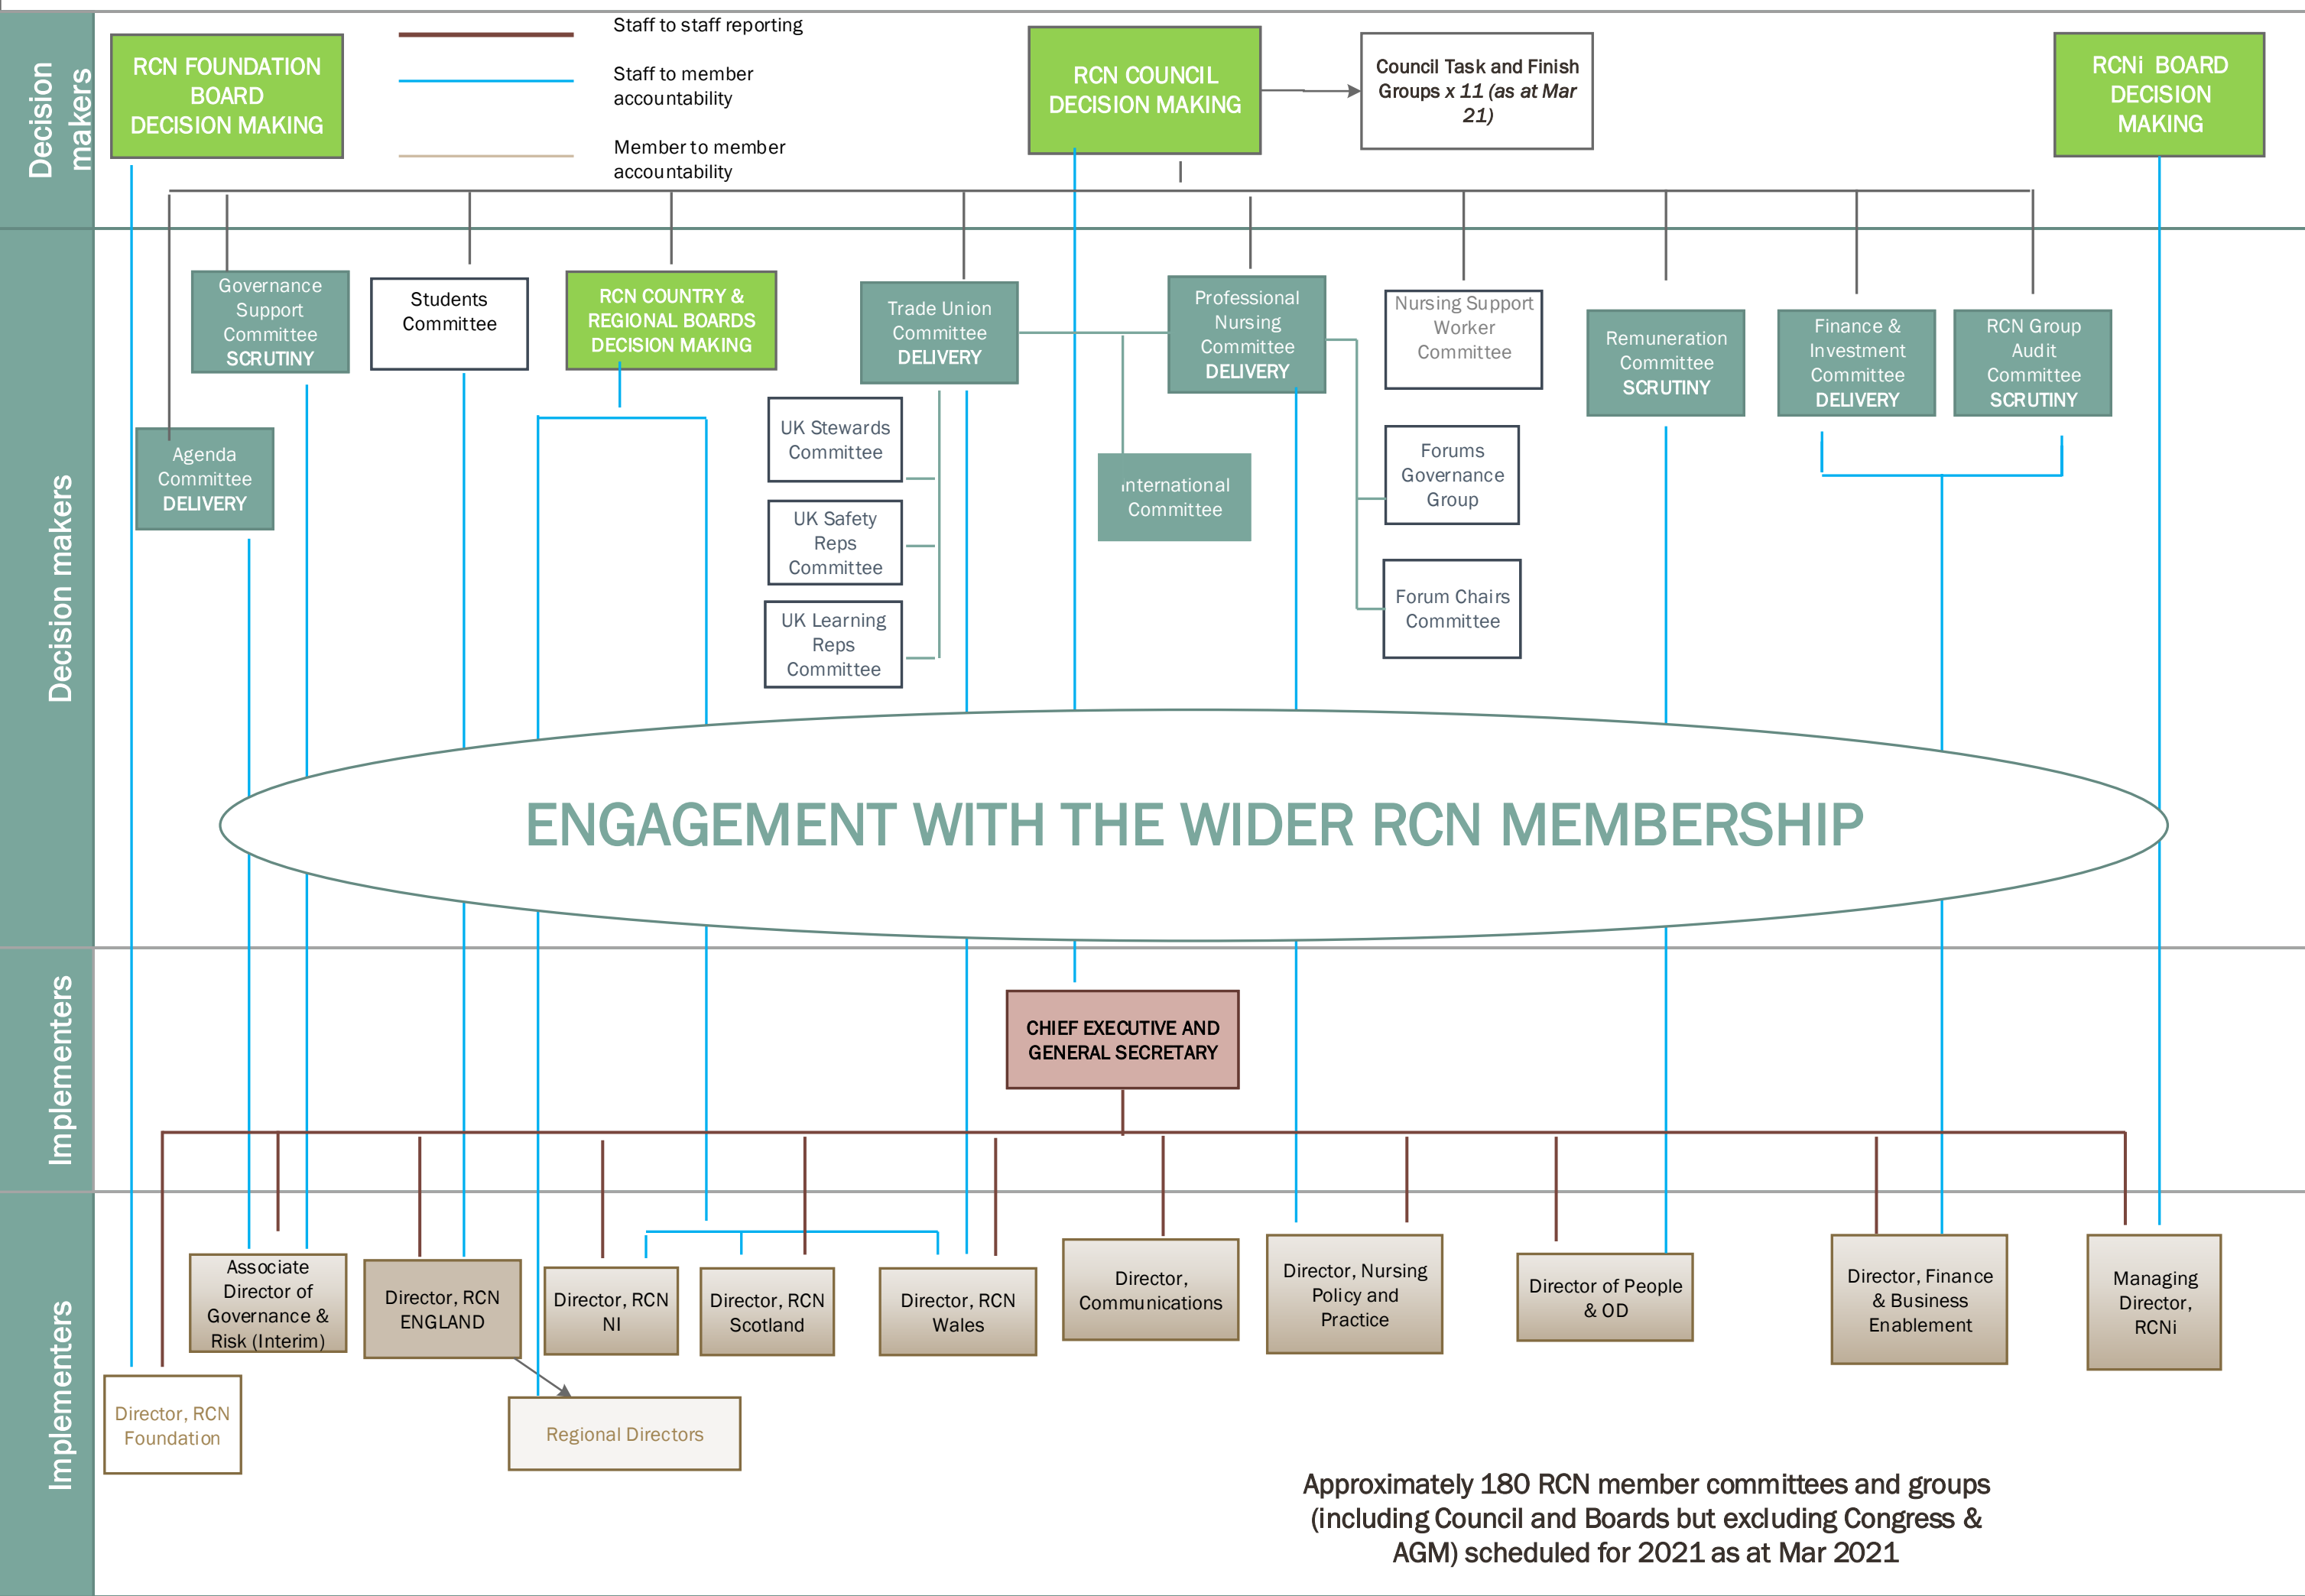 Decision
makers
RCN FOUNDATION
BOARD
DECISION MAKING
Staff to staff reporting
Staff to member
accountability
Member to member
accountability
RCN COUNCIL
DECISION MAKING
Council Task and Finish
Groups x 11 (as at Mar
21)
RCNi BOARD
DECISION
MAKING
Decision makers
Governance
Support
Committee
SCRUTINY
Students
Committee
RCN COUNTRY &
REGIONAL BOARDS
DECISION MAKING
Trade Union
Committee
DELIVERY
Professional
Nursing
Committee
DELIVERY
Nursing Support
Worker
Committee
Remuneration
Committee
SCRUTINY
Finance &
Investment
Committee
DELIVERY
RCN Group
Audit
Committee
SCRUTINY
Agenda
Committee
DELIVERY
UK Stewards
Committee
UK Safety
Reps
Committee
UK Learning
Reps
Committee
International
Committee
Forums
Governance
Group
Forum Chairs
Committee
ENGAGEMENT WITH THE WIDER RCN MEMBERSHIP
Implementers
CHIEF EXECUTIVE AND
GENERAL SECRETARY
Implementers
Associate
Director of
Governance &
Risk (Interim)
Director, RCN
ENGLAND
Director, RCN
NI
Director, RCN
Scotland
Director, RCN
Wales
Director,
Communications
Director, Nursing
Policy and
Practice
Director of People
& OD
Director, Finance
& Business
Enablement
Managing
Director,
RCNi
Director, RCN
Foundation
Regional Directors
Approximately 180 RCN member committees and groups
(including Council and Boards but excluding Congress &
AGM) scheduled for 2021 as at Mar 2021